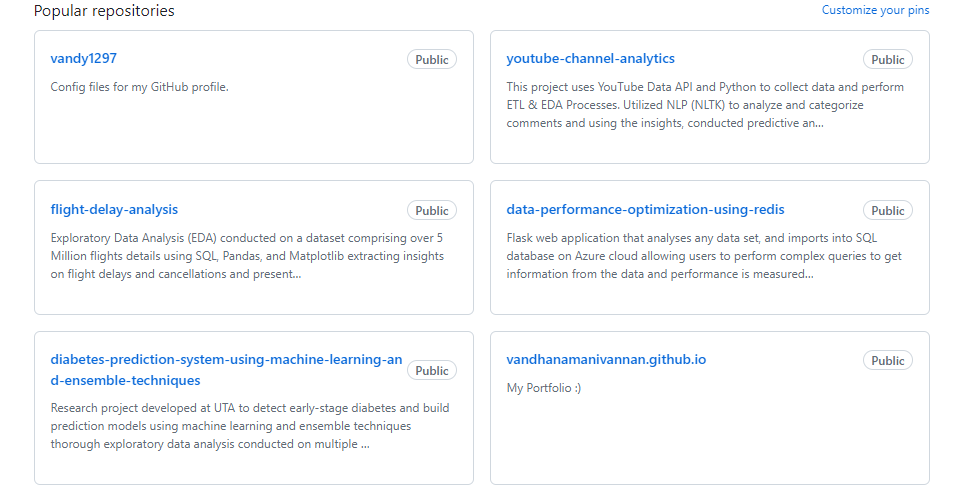 Popular repositories
Customize your pins
vandy1297
Public
Config files for my GitHub profile.
youtube-channel-analytics
Public
This project uses YouTube Data API and Python to collect data and perform
ETL & EDA Processes. Utilized NLP (NLTK) to analyze and categorize
comments and using the insights, conducted predictive an...
flight-delay-analysis
Public
Exploratory Data Analysis (EDA) conducted on a dataset comprising over 5
Million flights details using SQL, Pandas, and Matplotlib extracting insights
on flight delays and cancellations and present...
data-performance-optimization-using-redis
Public
Flask web application that analyses any data set, and imports into SQL
database on Azure cloud allowing users to perform complex queries to get
information from the data and performance is measured...
diabetes-prediction-system-using-machine-learning-an
d-ensemble-techniques
Public
Research project developed at UTA to detect early-stage diabetes and build
prediction models using machine learning and ensemble techniques
thorough exploratory data analysis conducted on multiple ...
vandhanamanivannan.github.io
Public
My Portfolio :)